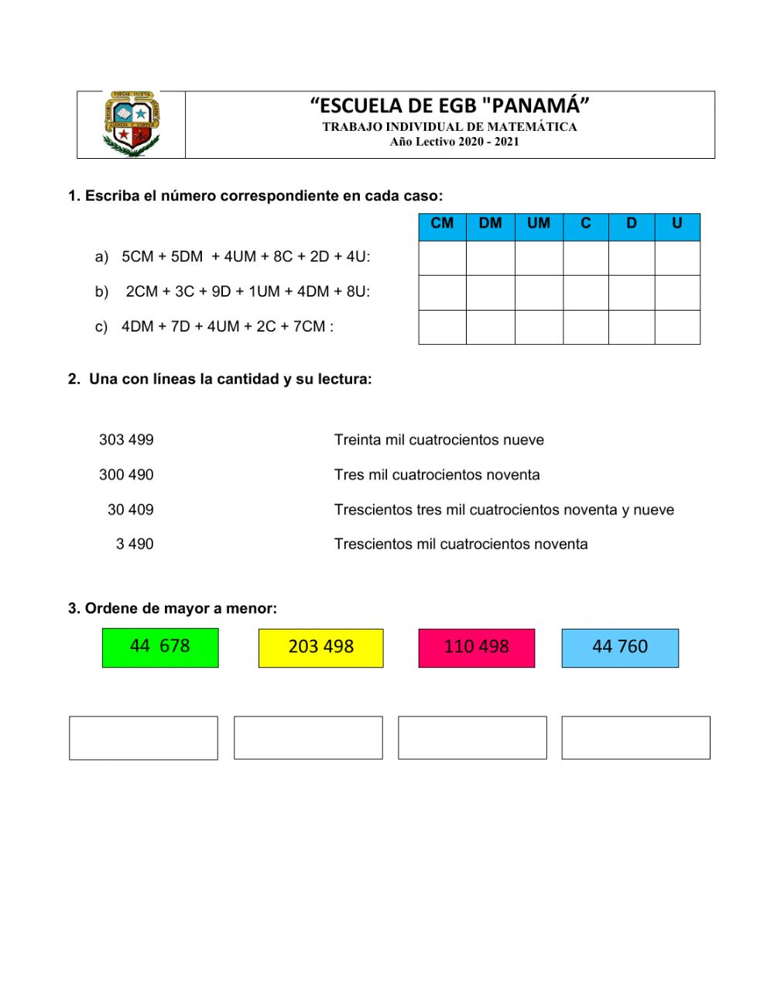 “ESCUELA DE EGB "PANAMÁ”
TRABAJO INDIVIDUAL DE MATEMÁTICA
Año Lectivo 2020 - 2021
1. Escriba el número correspondiente en cada caso:
CM DM UM C D U
a) 5CM + 5DM + 4UM + 8C + 2D + 4U:
b) 2CM + 3C + 9D + 1UM + 4DM + 8U:
c) 4DM + 7D + 4UM + 2C + 7CM :
2. Una con líneas la cantidad y su lectura:
303 499 Treinta mil cuatrocientos nueve
300 490 Tres mil cuatrocientos noventa
30 409 Trescientos tres mil cuatrocientos noventa y nueve
3 490 Trescientos mil cuatrocientos noventa
3. Ordene de mayor a menor:
44 678 203 498 110 498 44 760